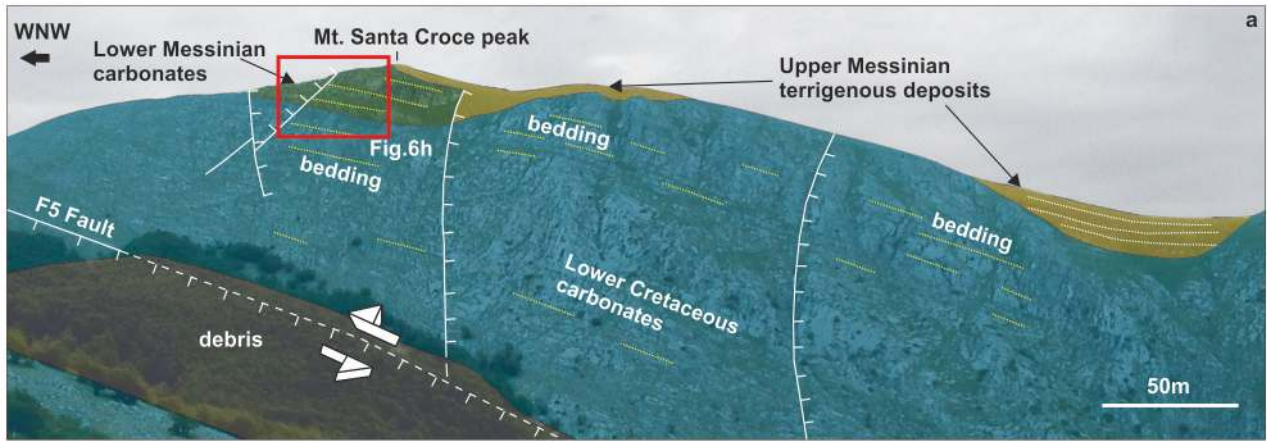 a
WNW
Lower Messinian
carbonates
Mt. Santa Croce peak
Upper Messinian
terrigenous deposits
bedding
Fig.6h
bedding
F5 Fault
bedding
Lower Cretaceous
carbonates
debris
50m